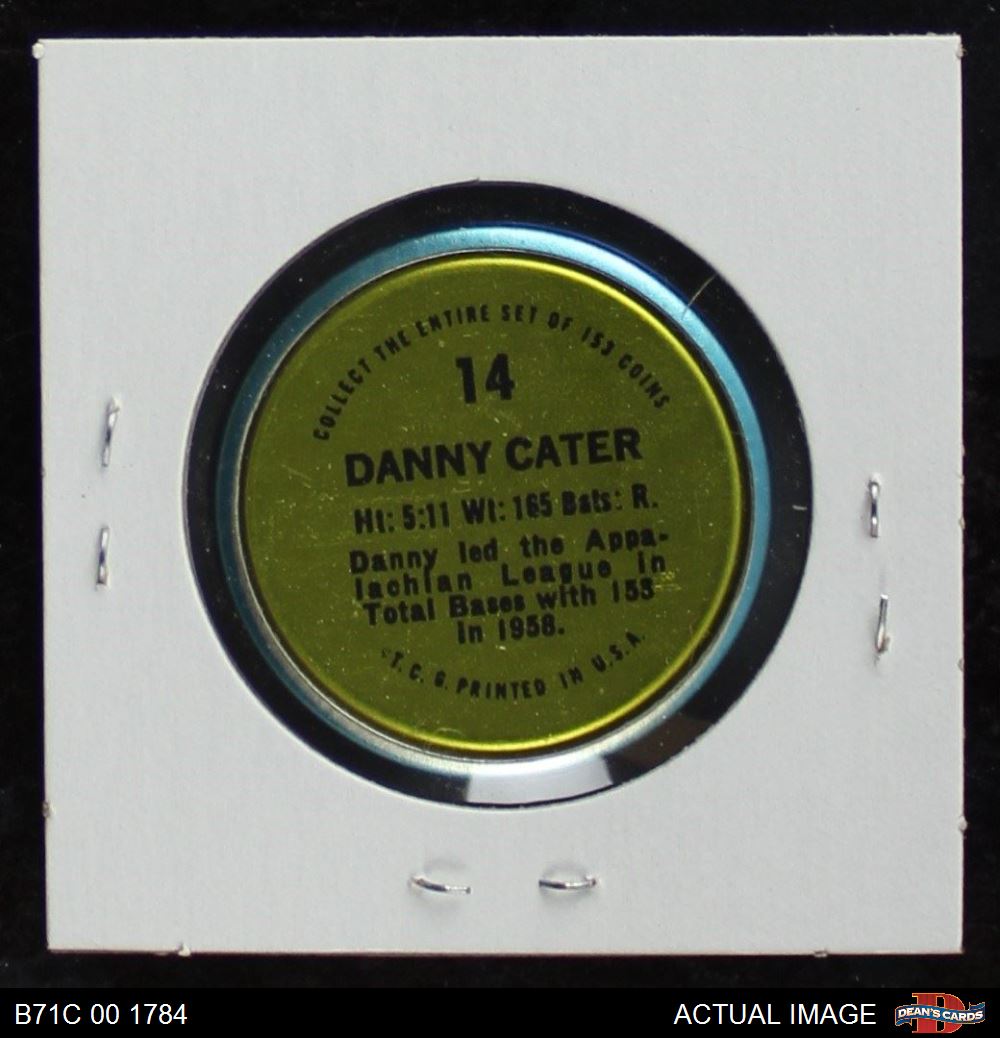 COLLECT THE ENTIRE SET OF 153 COINS
14
DANNY CATER
Ht: 5:11 Wt: 165 Bats: R.
Danny led the Appa-
lachian League in
Total Bases with 153
in 1958.
T. C. G. PRINTED IN U.S.A.
B71C 00 1784
ACTUAL IMAGE
D
DEAN'S CARDS